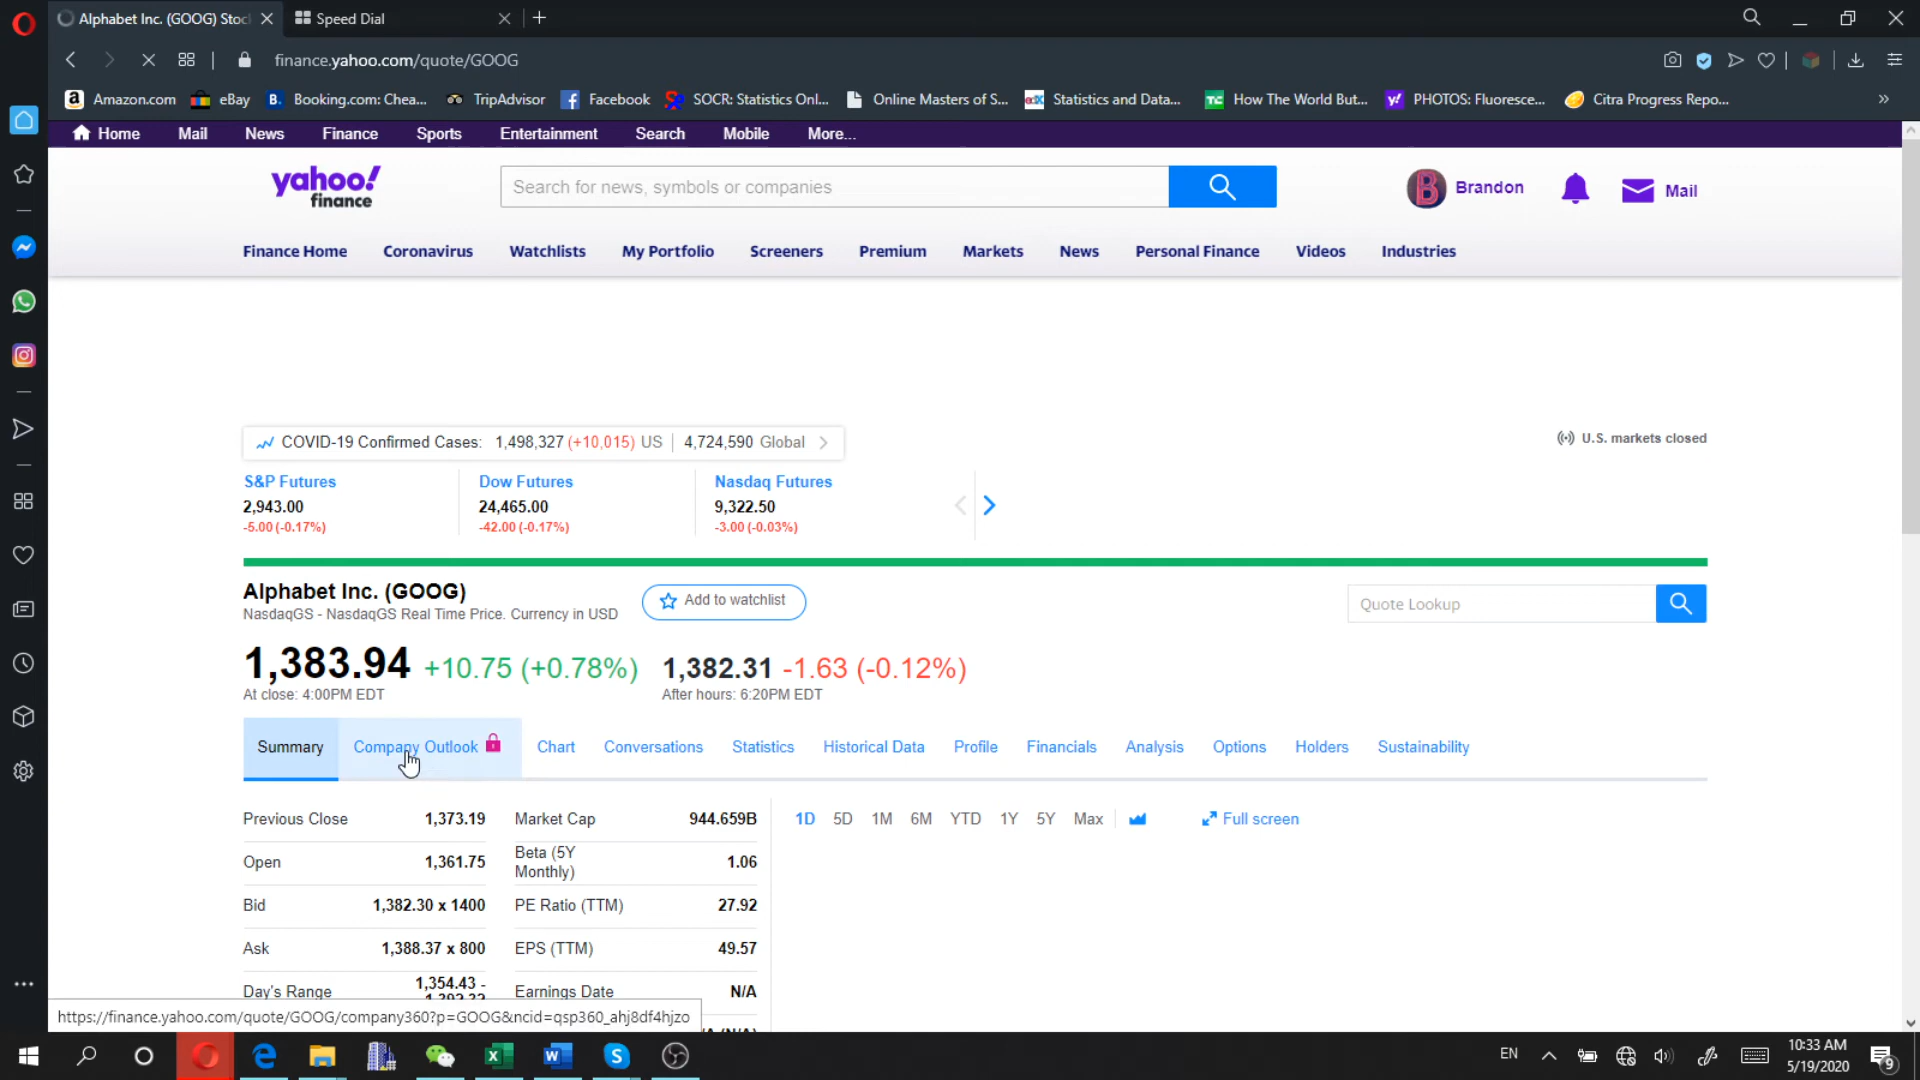 Alphabet Inc. (GOOG) Stoc
Speed Dial
finance.yahoo.com/quote/GOOG
Amazon.com
eBay
Booking.com: Chea...
TripAdvisor
Facebook
SOCR: Statistics Onl...
Online Masters of S...
Statistics and Data...
How The World But...
PHOTOS: Fluoresce...
Citra Progress Repo...
Home Mail News Finance Sports Entertainment Search Mobile More...
yahoo!
finance
Search for news, symbols or companies
B Brandon
Mail
Finance Home Coronavirus Watchlists My Portfolio Screeners Premium Markets News Personal Finance Videos Industries
COVID-19 Confirmed Cases: 1,498,327 (+10,015) US 4,724,590 Global
U.S. markets closed
S&P Futures Dow Futures Nasdaq Futures
2,943.00 24,465.00 9,322.50
-5.00 (-0.17%) -42.00 (-0.17%) -3.00 (-0.03%)
Alphabet Inc. (GOOG)
NasdaqGS - NasdaqGS Real Time Price. Currency in USD
Add to watchlist
Quote Lookup
1,383.94 +10.75 (+0.78%) 1,382.31 -1.63 (-0.12%)
At close: 4:00PM EDT After hours: 6:20PM EDT
Summary Company Outlook Chart Conversations Statistics Historical Data Profile Financials Analysis Options Holders Sustainability
Previous Close 1,373.19 Market Cap 944.659B
1D 5D 1M 6M YTD 1Y 5Y Max Full screen
Open 1,361.75 Beta (5Y
Monthly) 1.06
Bid 1,382.30 x 1400 PE Ratio (TTM) 27.92
Ask 1,388.37 x 800 EPS (TTM) 49.57
Day's Range 1,354.43 - Earnings Date N/A
https://finance.yahoo.com/quote/GOOG/company360?p=GOOG&ncid=qsp360_ahj8df4hjzo
EN
10:33 AM
5/19/2020
9